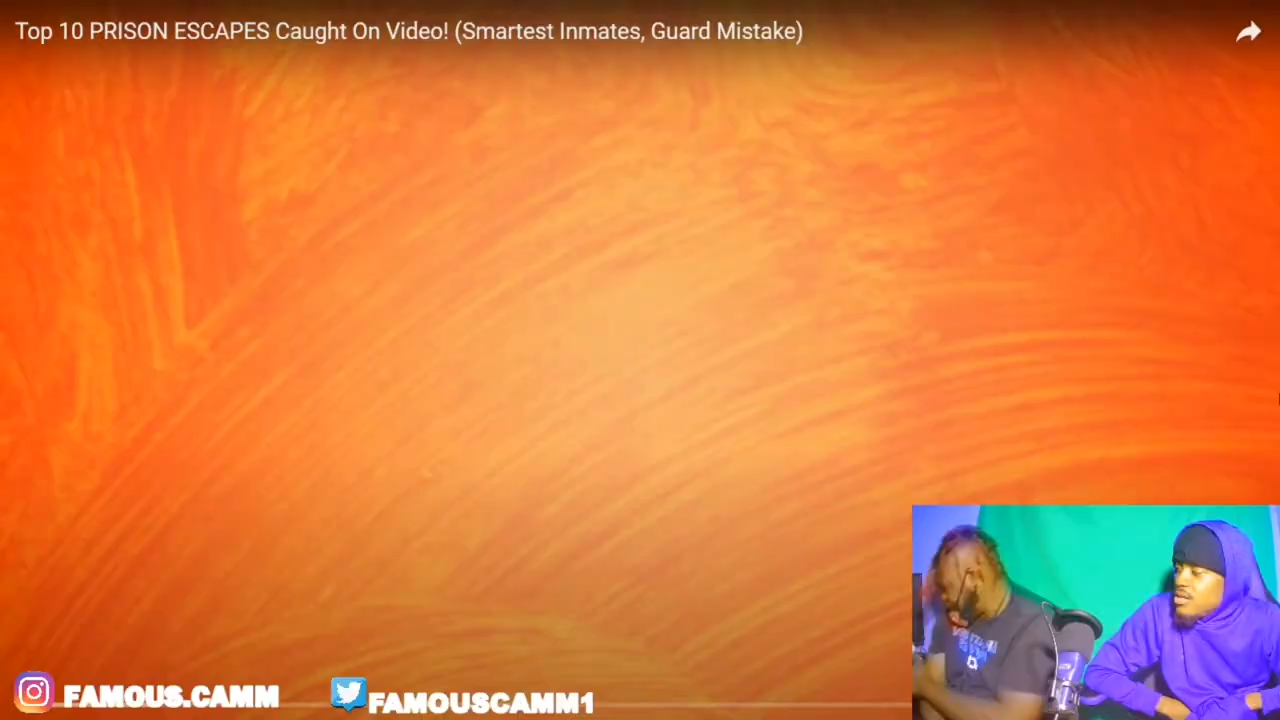 Top 10 PRISON ESCAPES Caught On Video! (Smartest Inmates, Guard Mistake)
FAMOUS.CAMM
FAMOUSCAMM1